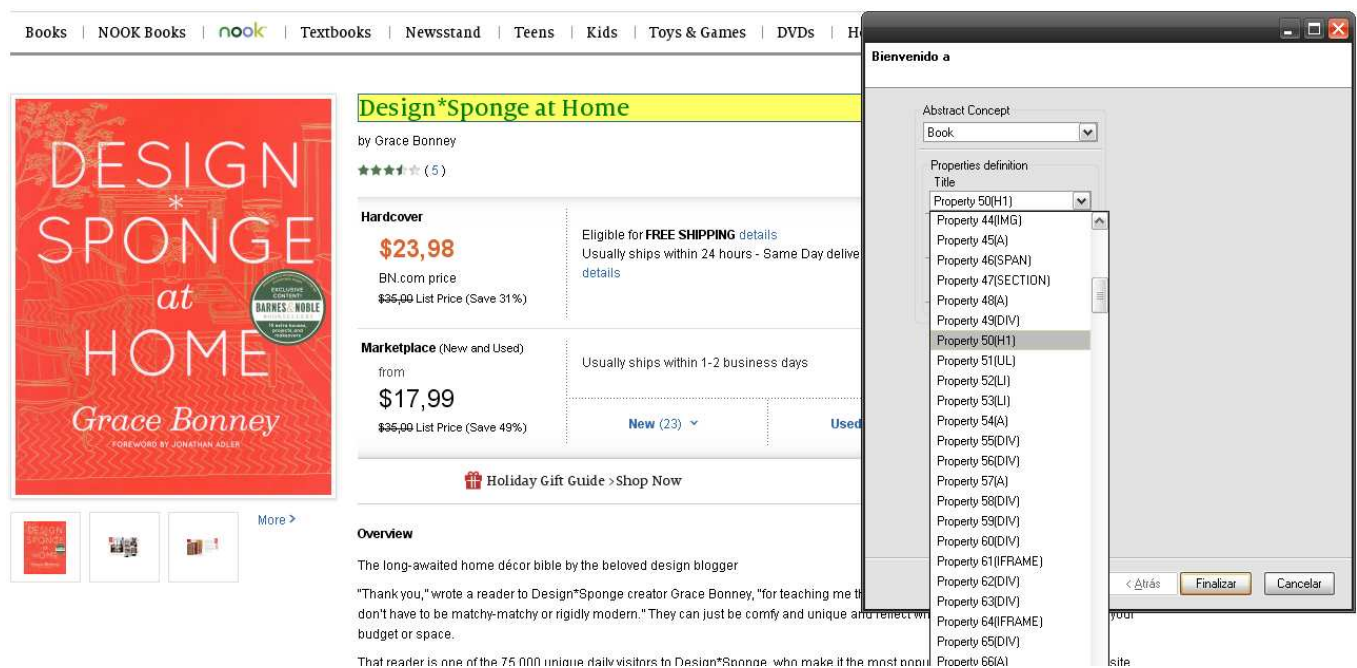 Books | NOOK Books | nook | Textbooks | Newsstand | Teens | Kids | Toys & Games | DVDs |
Design*Sponge at Home
by Grace Bonney
(5)
Hardcover
$23,98
BN.com price
$35,00 List Price (Save 31%)
Eligible for FREE SHIPPING details
Usually ships within 24 hours - Same Day delive
details
Marketplace (New and Used)
from
$17,99
$35,00 List Price (Save 49%)
Usually ships within 1-2 business days
New (23)
Used
Holiday Gift Guide > Shop Now
DESIGN
*
SPONGE
at
HOME
Grace Bonney
FOREWORD BY JONATHAN ADLER
EXCLUSIVE
CONTENT!
BARNES & NOBLE
BOOKSELLERS
More >
Overview
The long-awaited home décor bible by the beloved design blogger
"Thank you," wrote a reader to Design*Sponge creator Grace Bonney, "for teaching me th
don't have to be matchy-matchy or rigidly modern." They can just be comfy and unique and reflect wh your
budget or space.
That reader is one of the 75,000 unique daily visitors to Design*Sponge, who make it the most popu site
Bienvenido a
Abstract Concept
Book
Properties definition
Title
Property 50(H1)
Property 44(IMG)
Property 45(A)
Property 46(SPAN)
Property 47(SECTION)
Property 48(A)
Property 49(DIV)
Property 50(H1)
Property 51(UL)
Property 52(LI)
Property 53(LI)
Property 54(A)
Property 55(DIV)
Property 56(DIV)
Property 57(A)
Property 58(DIV)
Property 59(DIV)
Property 60(DIV)
Property 61(IFRAME)
Property 62(DIV)
Property 63(DIV)
Property 64(IFRAME)
Property 65(DIV)
Property 66(A)
< Atrás
Finalizar
Cancelar